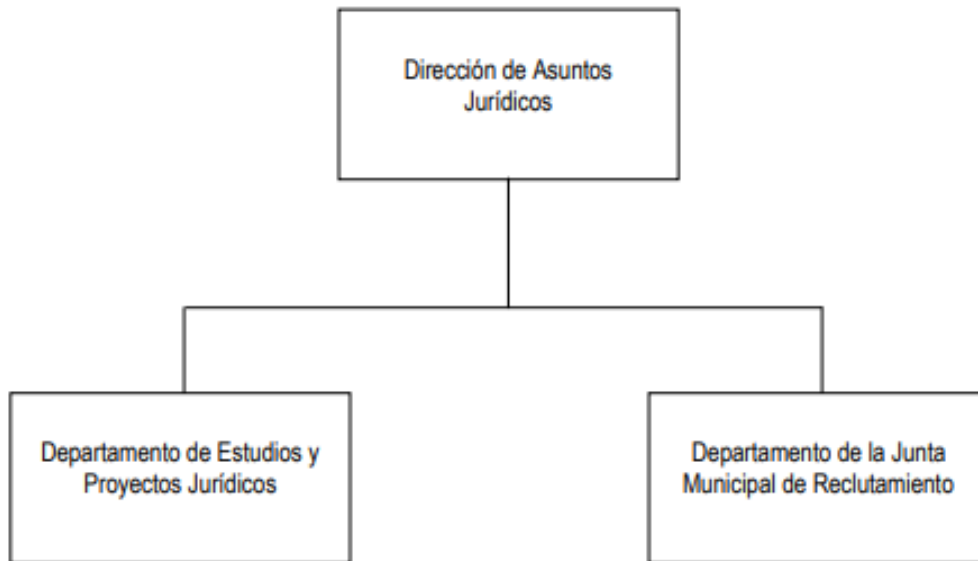 Dirección de Asuntos
Jurídicos
Departamento de Estudios y
Proyectos Jurídicos
Departamento de la Junta
Municipal de Reclutamiento